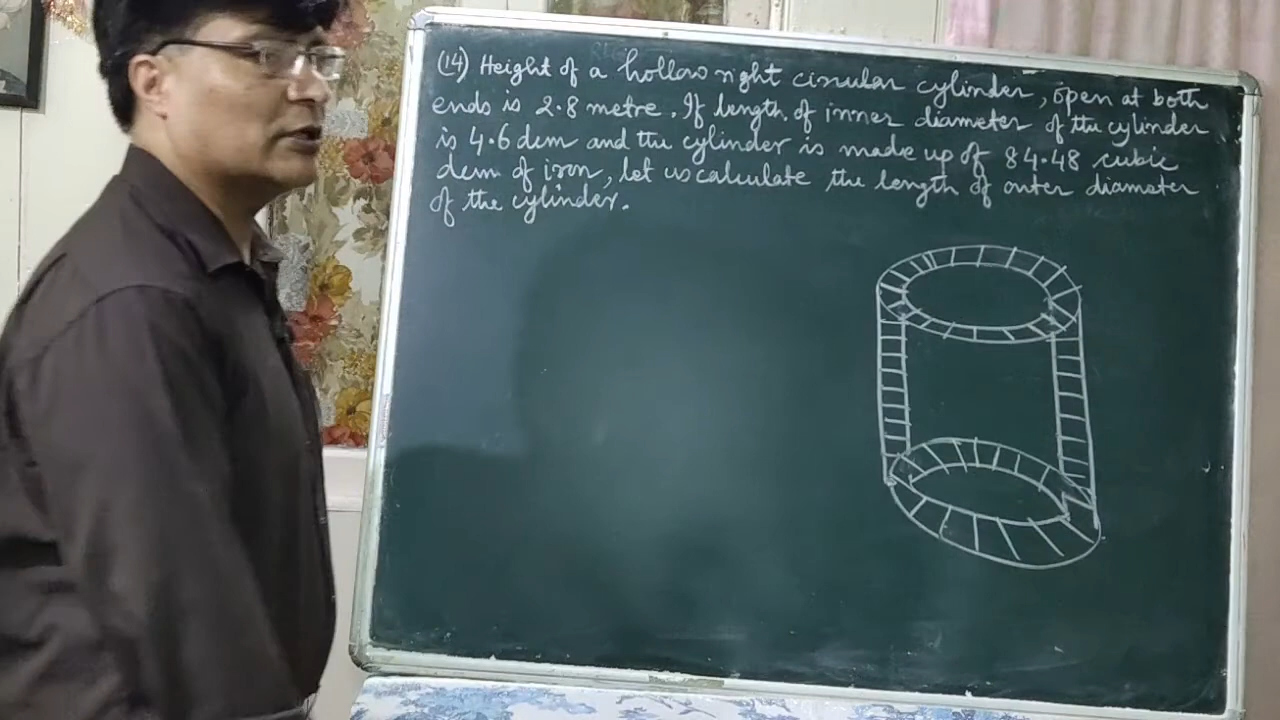 (14) Height of a hollow right circular cylinder, open at both
ends is 2.8 metre. If length of inner diameter of the cylinder
is 4.6 dcm and the cylinder is made up of 84.48 cubic
dcm of iron, let us calculate the length of outer diameter
of the cylinder.